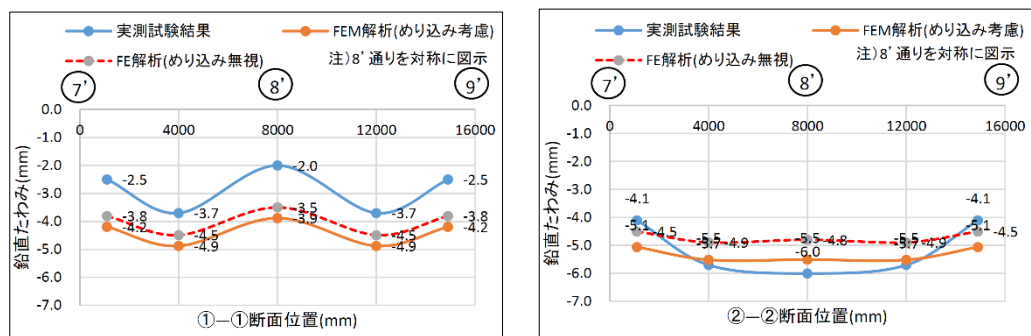 実測試験結果 FEM解析(めり込み考慮)
FE解析(めり込み無視) 注)8’通りを対称に図示
7’ 8’ 9’
0.0
0 4000 8000 12000 16000
-1.0
-2.0
-3.0
-4.0
-5.0
-6.0
-7.0
鉛直たわみ(mm)
-2.5 -3.7 -2.0 -3.7 -2.5
-3.8 -4.5 -3.5 -4.5 -3.8
-4.2 -4.9 -3.9 -4.9 -4.2
①―①断面位置(mm)
実測試験結果 FEM解析(めり込み考慮)
FE解析(めり込み無視) 注)8’通りを対称に図示
7’ 8’ 9’
0.0
0 4000 8000 12000 16000
-1.0
-2.0
-3.0
-4.0
-5.0
-6.0
-7.0
鉛直たわみ(mm)
-4.1 -4.1
-5.1 -4.5 -5.5 -5.5 -5.5 -5.1 -4.5
-5.7 -4.9 -4.8 -5.7 -4.9
-6.0
②―②断面位置(mm)